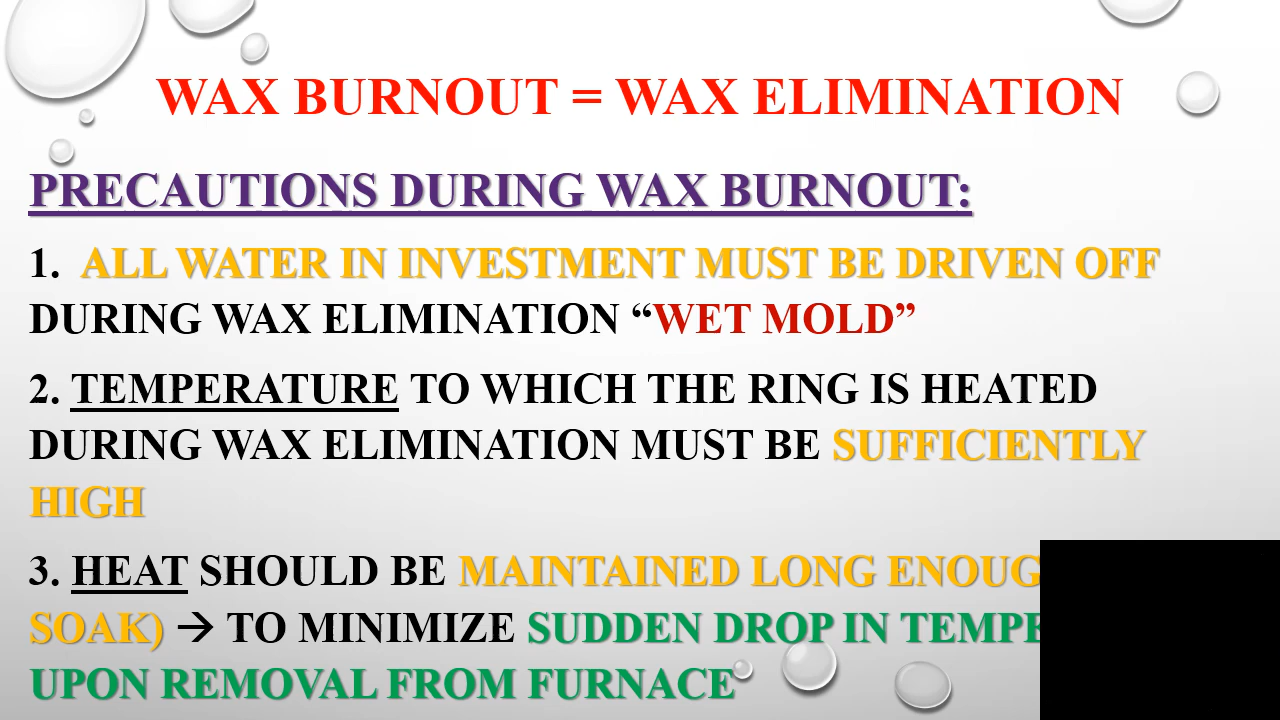 WAX BURNOUT = WAX ELIMINATION
PRECAUTIONS DURING WAX BURNOUT:
1. ALL WATER IN INVESTMENT MUST BE DRIVEN OFF
DURING WAX ELIMINATION “WET MOLD”
2. TEMPERATURE TO WHICH THE RING IS HEATED
DURING WAX ELIMINATION MUST BE SUFFICIENTLY
HIGH
3. HEAT SHOULD BE MAINTAINED LONG
SOAK) → TO MINIMIZE SUDDEN DROP IN
UPON REMOVAL FROM FURNACE